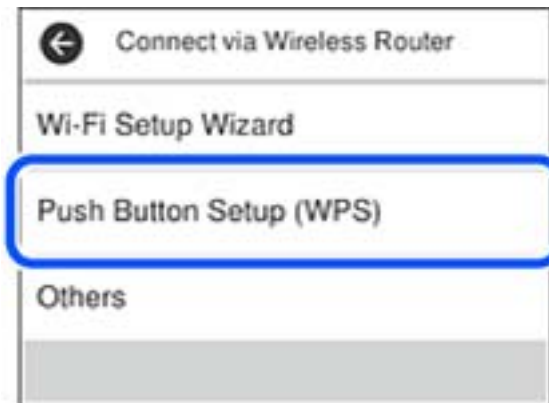 Connect via Wireless Router
Wi-Fi Setup Wizard
Push Button Setup (WPS)
Others